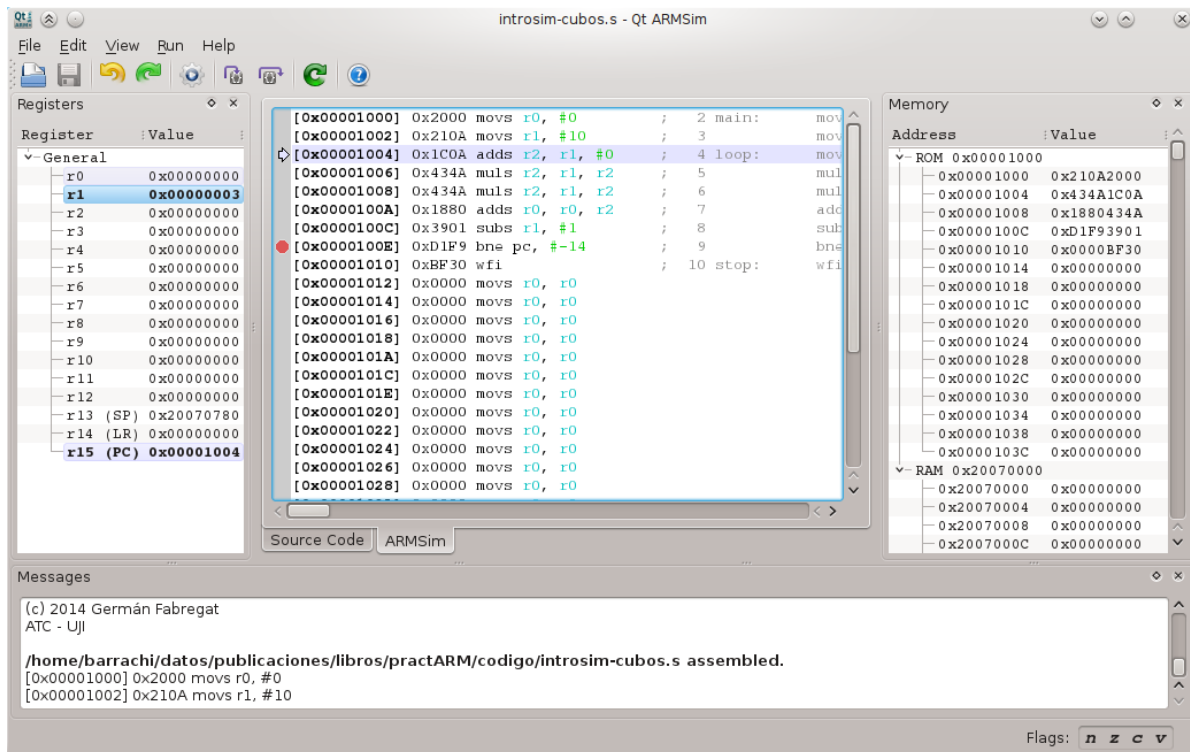 introsim-cubos.s - Qt ARMSim
File Edit View Run Help
Registers
Register Value
General
r0 0x00000000
r1 0x00000003
r2 0x00000000
r3 0x00000000
r4 0x00000000
r5 0x00000000
r6 0x00000000
r7 0x00000000
r8 0x00000000
r9 0x00000000
r10 0x00000000
r11 0x00000000
r12 0x00000000
r13 (SP) 0x20070780
r14 (LR) 0x00000000
r15 (PC) 0x00001004
[0x00001000] 0x2000 movs r0, #0 ; 2 main: mov
[0x00001002] 0x210A movs r1, #10 ; 3 mov
[0x00001004] 0x1C0A adds r2, r1, #0 ; 4 loop: mov
[0x00001006] 0x434A muls r2, r1, r2 ; 5 mul
[0x00001008] 0x434A muls r2, r1, r2 ; 6 mul
[0x0000100A] 0x1880 adds r0, r0, r2 ; 7 add
[0x0000100C] 0x3901 subs r1, #1 ; 8 sub
[0x0000100E] 0xD1F9 bne pc, #-14 ; 9 bne
[0x00001010] 0xBF30 wfi ; 10 stop: wfi
[0x00001012] 0x0000 movs r0, r0
[0x00001014] 0x0000 movs r0, r0
[0x00001016] 0x0000 movs r0, r0
[0x00001018] 0x0000 movs r0, r0
[0x0000101A] 0x0000 movs r0, r0
[0x0000101C] 0x0000 movs r0, r0
[0x0000101E] 0x0000 movs r0, r0
[0x00001020] 0x0000 movs r0, r0
[0x00001022] 0x0000 movs r0, r0
[0x00001024] 0x0000 movs r0, r0
[0x00001026] 0x0000 movs r0, r0
[0x00001028] 0x0000 movs r0, r0
Source Code ARMSim
Memory
Address Value
ROM 0x00001000
0x00001000 0x210A2000
0x00001004 0x434A1C0A
0x00001008 0x1880434A
0x0000100C 0xD1F93901
0x00001010 0x0000BF30
0x00001014 0x00000000
0x00001018 0x00000000
0x0000101C 0x00000000
0x00001020 0x00000000
0x00001024 0x00000000
0x00001028 0x00000000
0x0000102C 0x00000000
0x00001030 0x00000000
0x00001034 0x00000000
0x00001038 0x00000000
0x0000103C 0x00000000
RAM 0x20070000
0x20070000 0x00000000
0x20070004 0x00000000
0x20070008 0x00000000
0x2007000C 0x00000000
Messages
(c) 2014 Germán Fabregat
ATC - UJI
/home/barrachi/datos/publicaciones/libros/practARM/codigo/introsim-cubos.s assembled.
[0x00001000] 0x2000 movs r0, #0
[0x00001002] 0x210A movs r1, #10
Flags: n z c v